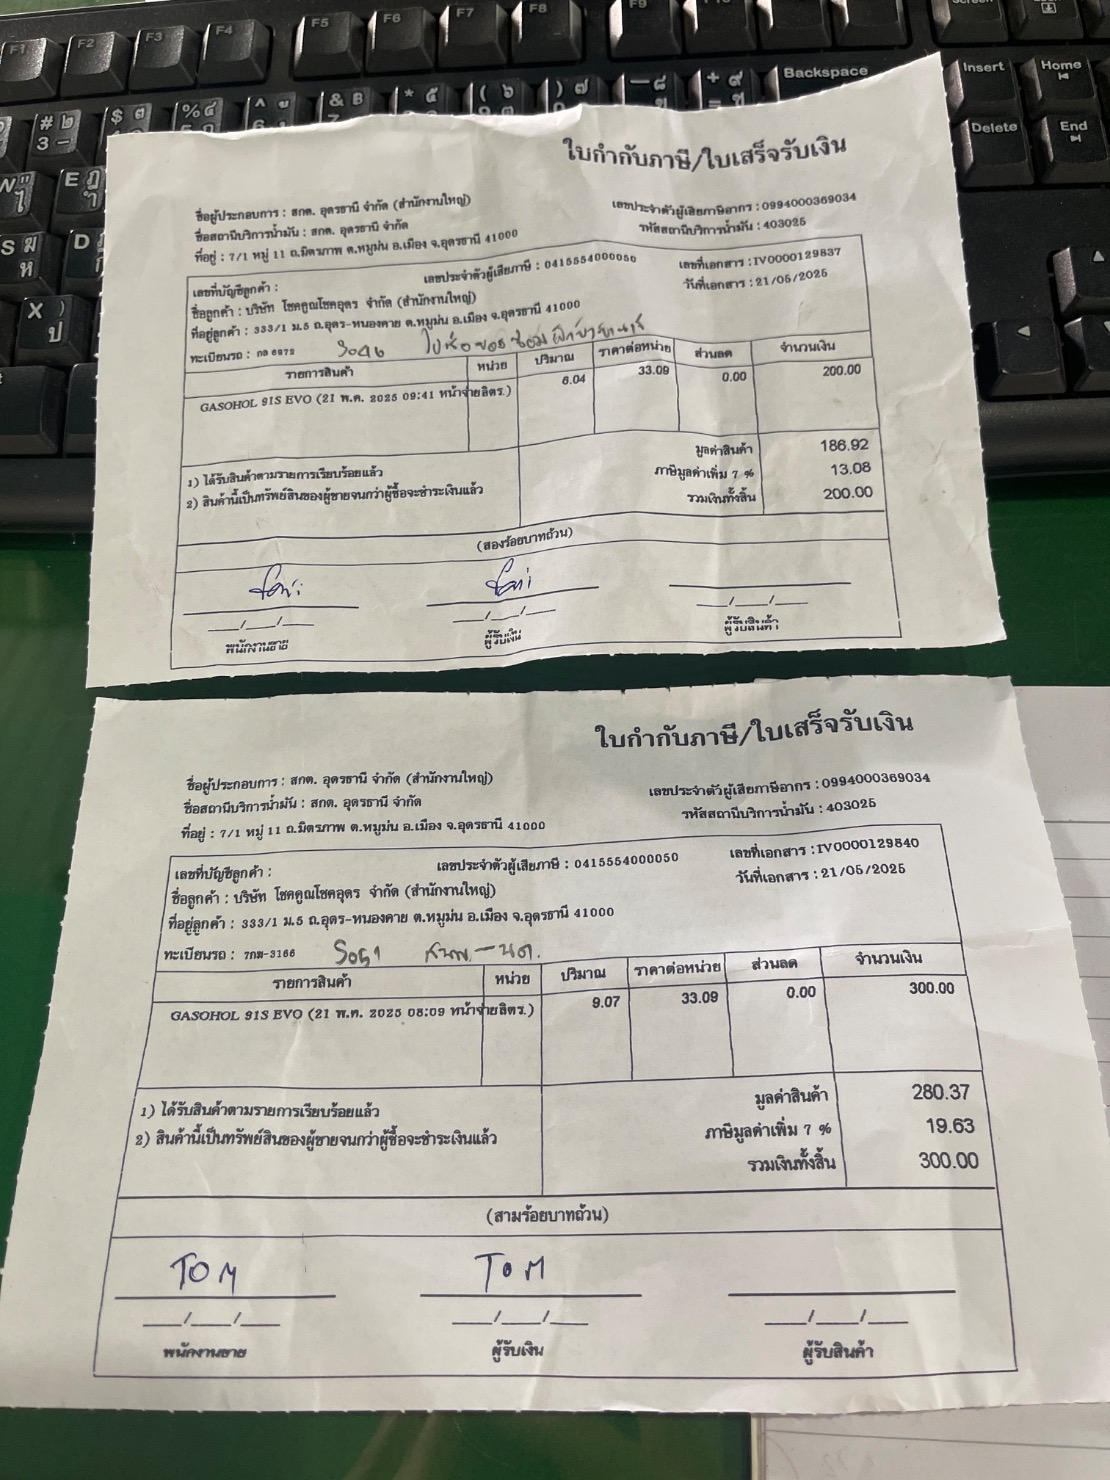 F1 F2 F3 F4 F5 F6 F7 F8 F9
Insert Home
Backspace
Delete End
ใบกำกับภาษี/ใบเสร็จรับเงิน
ชื่อผู้ประกอบการ : สกต. อุดรธานี จำกัด (สำนักงานใหญ่)
เลขประจำตัวผู้เสียภาษีอากร : 0994000369034
ชื่อสถานีบริการน้ำมัน : สกต. อุดรธานี จำกัด
รหัสสถานีบริการน้ำมัน : 403025
ที่อยู่ : 7/1 หมู่ 11 ถ.มิตรภาพ ต.หมูม่น อ.เมือง จ.อุดรธานี 41000
เลขที่บัญชีลูกค้า : เลขประจำตัวผู้เสียภาษี : 0415554000050 เลขที่เอกสาร : IV0000129837
ชื่อลูกค้า : บริษัท โชคคูณโชคอุดร จำกัด (สำนักงานใหญ่) วันที่เอกสาร : 21/05/2025
ที่อยู่ลูกค้า : 333/1 ม.5 ถ.อุดร-หนองคาย ต.หมูม่น อ.เมือง จ.อุดรธานี 41000
ทะเบียนรถ :
รายการสินค้า หน่วย ปริมาณ ราคาต่อหน่วย ส่วนลด จำนวนเงิน
GASOHOL 91S EVO (21 พ.ค. 2025 09:41 หน้าจ่ายลิตร.) 6.04 33.09 0.00 200.00
มูลค่าสินค้า 186.92
1) ได้รับสินค้าตามรายการเรียบร้อยแล้ว ภาษีมูลค่าเพิ่ม 7 % 13.08
2) สินค้านี้เป็นทรัพย์สินของผู้ขายจนกว่าผู้ซื้อจะชำระเงินแล้ว รวมเงินทั้งสิ้น 200.00
(สองร้อยบาทถ้วน)
พนักงานขาย ผู้รับเงิน ผู้รับสินค้า
ใบกำกับภาษี/ใบเสร็จรับเงิน
ชื่อผู้ประกอบการ : สกต. อุดรธานี จำกัด (สำนักงานใหญ่)
เลขประจำตัวผู้เสียภาษีอากร : 0994000369034
ชื่อสถานีบริการน้ำมัน : สกต. อุดรธานี จำกัด
รหัสสถานีบริการน้ำมัน : 403025
ที่อยู่ : 7/1 หมู่ 11 ถ.มิตรภาพ ต.หมูม่น อ.เมือง จ.อุดรธานี 41000
เลขที่บัญชีลูกค้า : เลขประจำตัวผู้เสียภาษี : 0415554000050 เลขที่เอกสาร : IV0000129840
ชื่อลูกค้า : บริษัท โชคคูณโชคอุดร จำกัด (สำนักงานใหญ่) วันที่เอกสาร : 21/05/2025
ที่อยู่ลูกค้า : 333/1 ม.5 ถ.อุดร-หนองคาย ต.หมูม่น อ.เมือง จ.อุดรธานี 41000
ทะเบียนรถ : 7กพ-3166
รายการสินค้า หน่วย ปริมาณ ราคาต่อหน่วย ส่วนลด จำนวนเงิน
GASOHOL 91S EVO (21 พ.ค. 2025 08:09 หน้าจ่ายลิตร.) 9.07 33.09 0.00 300.00
มูลค่าสินค้า 280.37
1) ได้รับสินค้าตามรายการเรียบร้อยแล้ว ภาษีมูลค่าเพิ่ม 7 % 19.63
2) สินค้านี้เป็นทรัพย์สินของผู้ขายจนกว่าผู้ซื้อจะชำระเงินแล้ว รวมเงินทั้งสิ้น 300.00
(สามร้อยบาทถ้วน)
TOM TOM
พนักงานขาย ผู้รับเงิน ผู้รับสินค้า